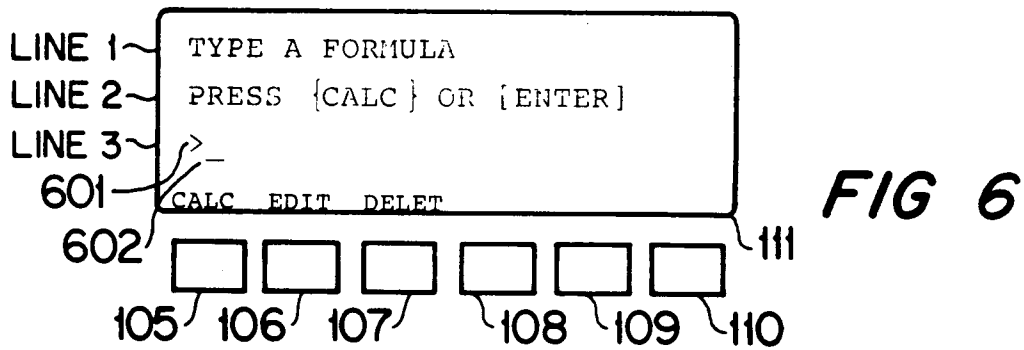 LINE 1 TYPE A FORMULA
LINE 2 PRESS {CALC} OR [ENTER]
LINE 3 >
601 _
CALC EDIT DELET
FIG 6
602 111
105 106 107 108 109 110